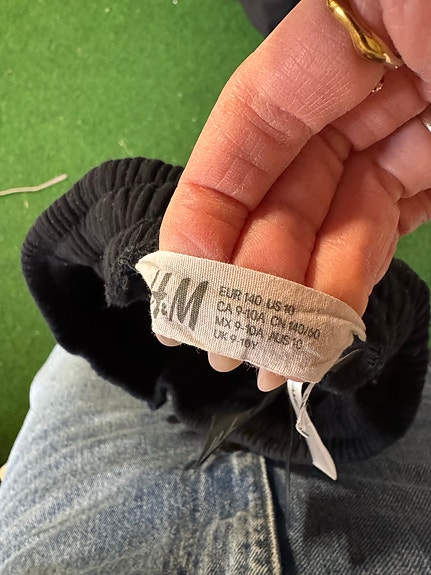 H&M
EUR 140 US 10
CA 9-10A CN 140/60
MX 9-10A AUS 10
UK 9-10Y